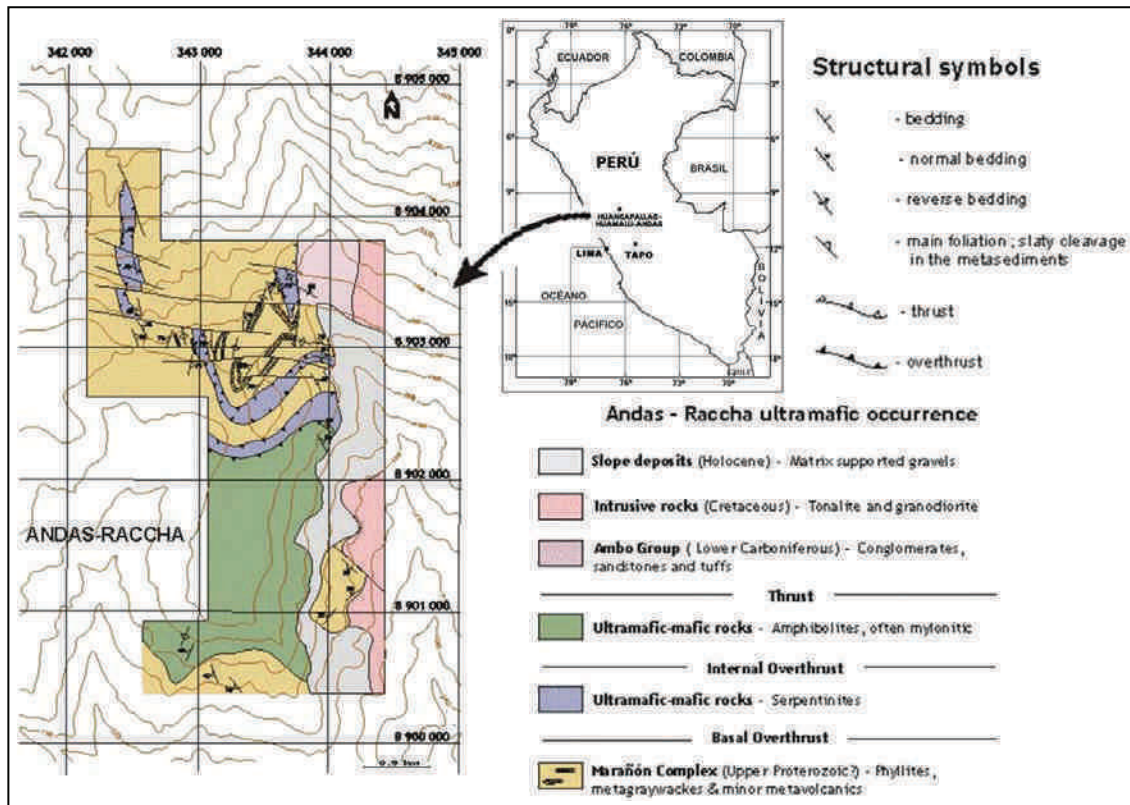 342 000
343 000
344 000
345 000
8 905 000
N
8 904 000
8 903 000
8 902 000
ANDAS-RACCHA
8 901 000
8 900 000
ECUADOR
COLOMBIA
PERÚ
BRASIL
HUANCAPALLAC-
HUAMALÍ-ANDAS
LIMA
TAPO
OCÉANO
PACÍFICO
BOLIVIA
Structural symbols
- bedding
- normal bedding
- reverse bedding
- main foliation; slaty cleavage
in the metasediments
- thrust
- overthrust
Andas - Raccha ultramafic occurrence
Slope deposits (Holocene) - Matrix supported gravels
Intrusive rocks (Cretaceous) - Tonalite and granodiorite
Ambo Group ( Lower Carboniferous) - Conglomerates,
sandstones and tuffs
Thrust
Ultramafic-mafic rocks - Amphibolites, often mylonitic
Internal Overthrust
Ultramafic-mafic rocks - Serpentinites
Basal Overthrust
Marañón Complex (Upper Proterozoic?) - Phyllites,
metagraywackes & minor metavolcanics